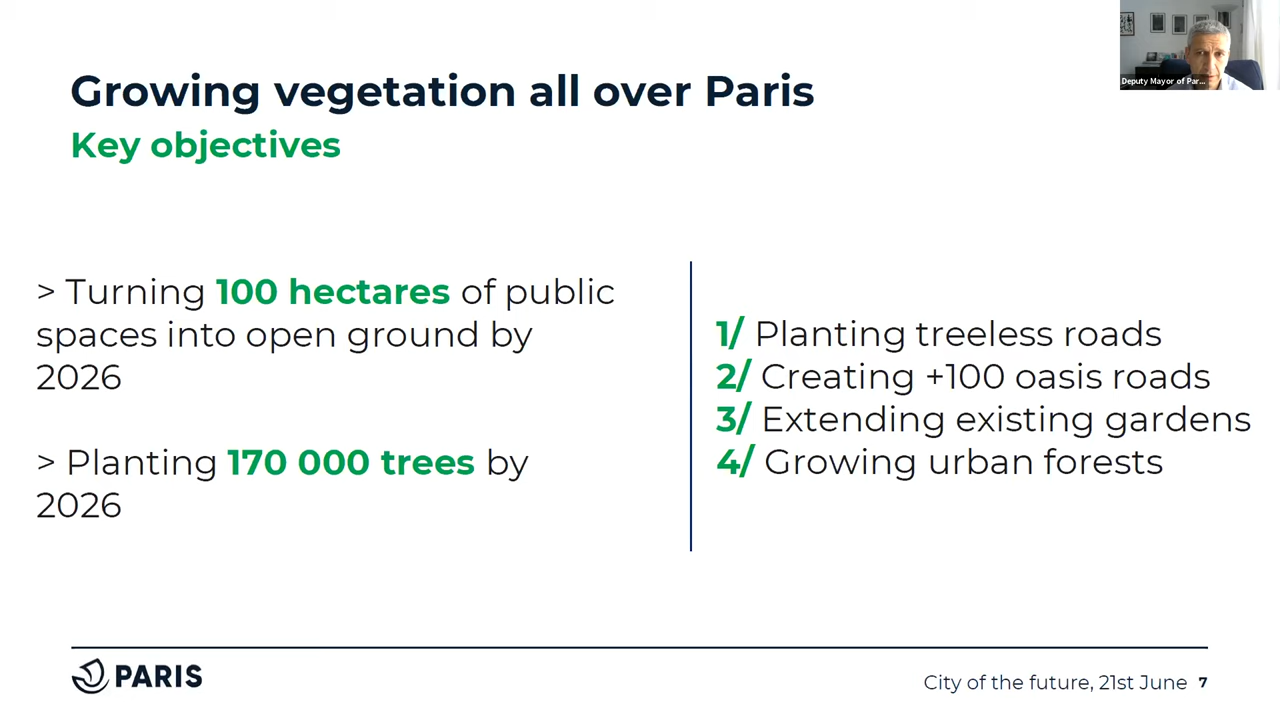 Growing vegetation all over Paris
Key objectives
> Turning 100 hectares of public
spaces into open ground by
2026
> Planting 170 000 trees by
2026
1/ Planting treeless roads
2/ Creating +100 oasis roads
3/ Extending existing gardens
4/ Growing urban forests
PARIS
City of the future, 21st June 7
Deputy Mayor of Par...